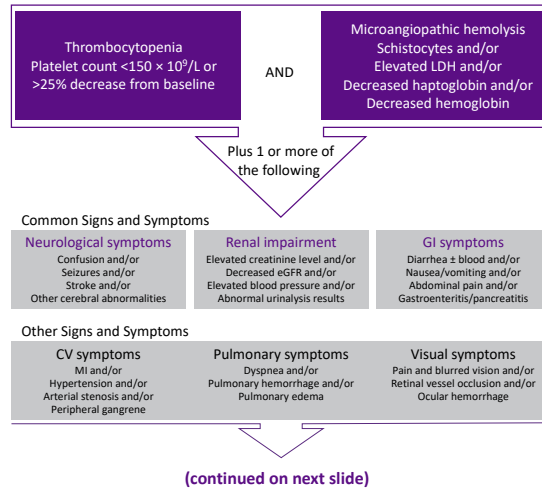 Thrombocytopenia
Platelet count <150 × 10⁹/L or
>25% decrease from baseline
AND
Microangiopathic hemolysis
Schistocytes and/or
Elevated LDH and/or
Decreased haptoglobin and/or
Decreased hemoglobin
Plus 1 or more of
the following
Common Signs and Symptoms
Neurological symptoms
Confusion and/or
Seizures and/or
Stroke and/or
Other cerebral abnormalities
Renal impairment
Elevated creatinine level and/or
Decreased eGFR and/or
Elevated blood pressure and/or
Abnormal urinalysis results
GI symptoms
Diarrhea ± blood and/or
Nausea/vomiting and/or
Abdominal pain and/or
Gastroenteritis/pancreatitis
Other Signs and Symptoms
CV symptoms
MI and/or
Hypertension and/or
Arterial stenosis and/or
Peripheral gangrene
Pulmonary symptoms
Dyspnea and/or
Pulmonary hemorrhage and/or
Pulmonary edema
Visual symptoms
Pain and blurred vision and/or
Retinal vessel occlusion and/or
Ocular hemorrhage
(continued on next slide)